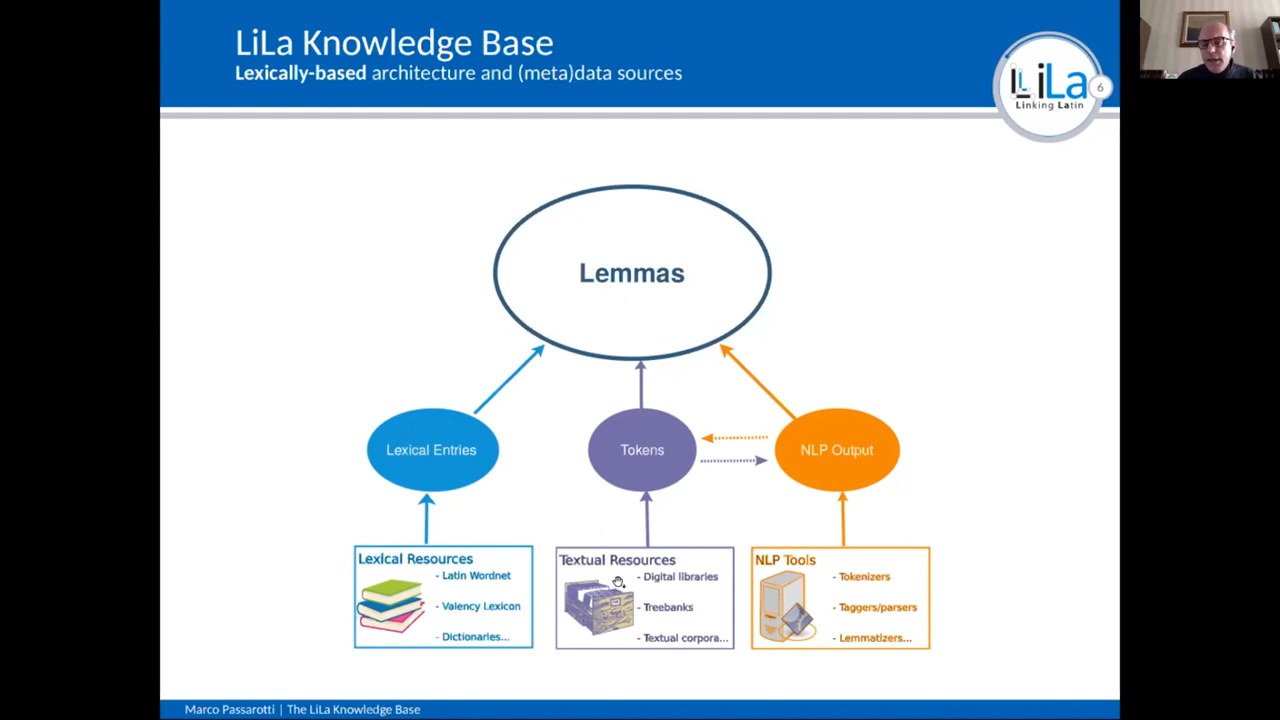 LiLa Knowledge Base
Lexically-based architecture and (meta)data sources
LiLa
Linking Latin
6
Lemmas
Lexical Entries
Tokens
NLP Output
Lexical Resources
- Latin Wordnet
- Valency Lexicon
- Dictionaries...
Textual Resources
- Digital libraries
- Treebanks
- Textual corpora...
NLP Tools
- Tokenizers
- Taggers/parsers
- Lemmatizers...
Marco Passarotti | The LiLa Knowledge Base